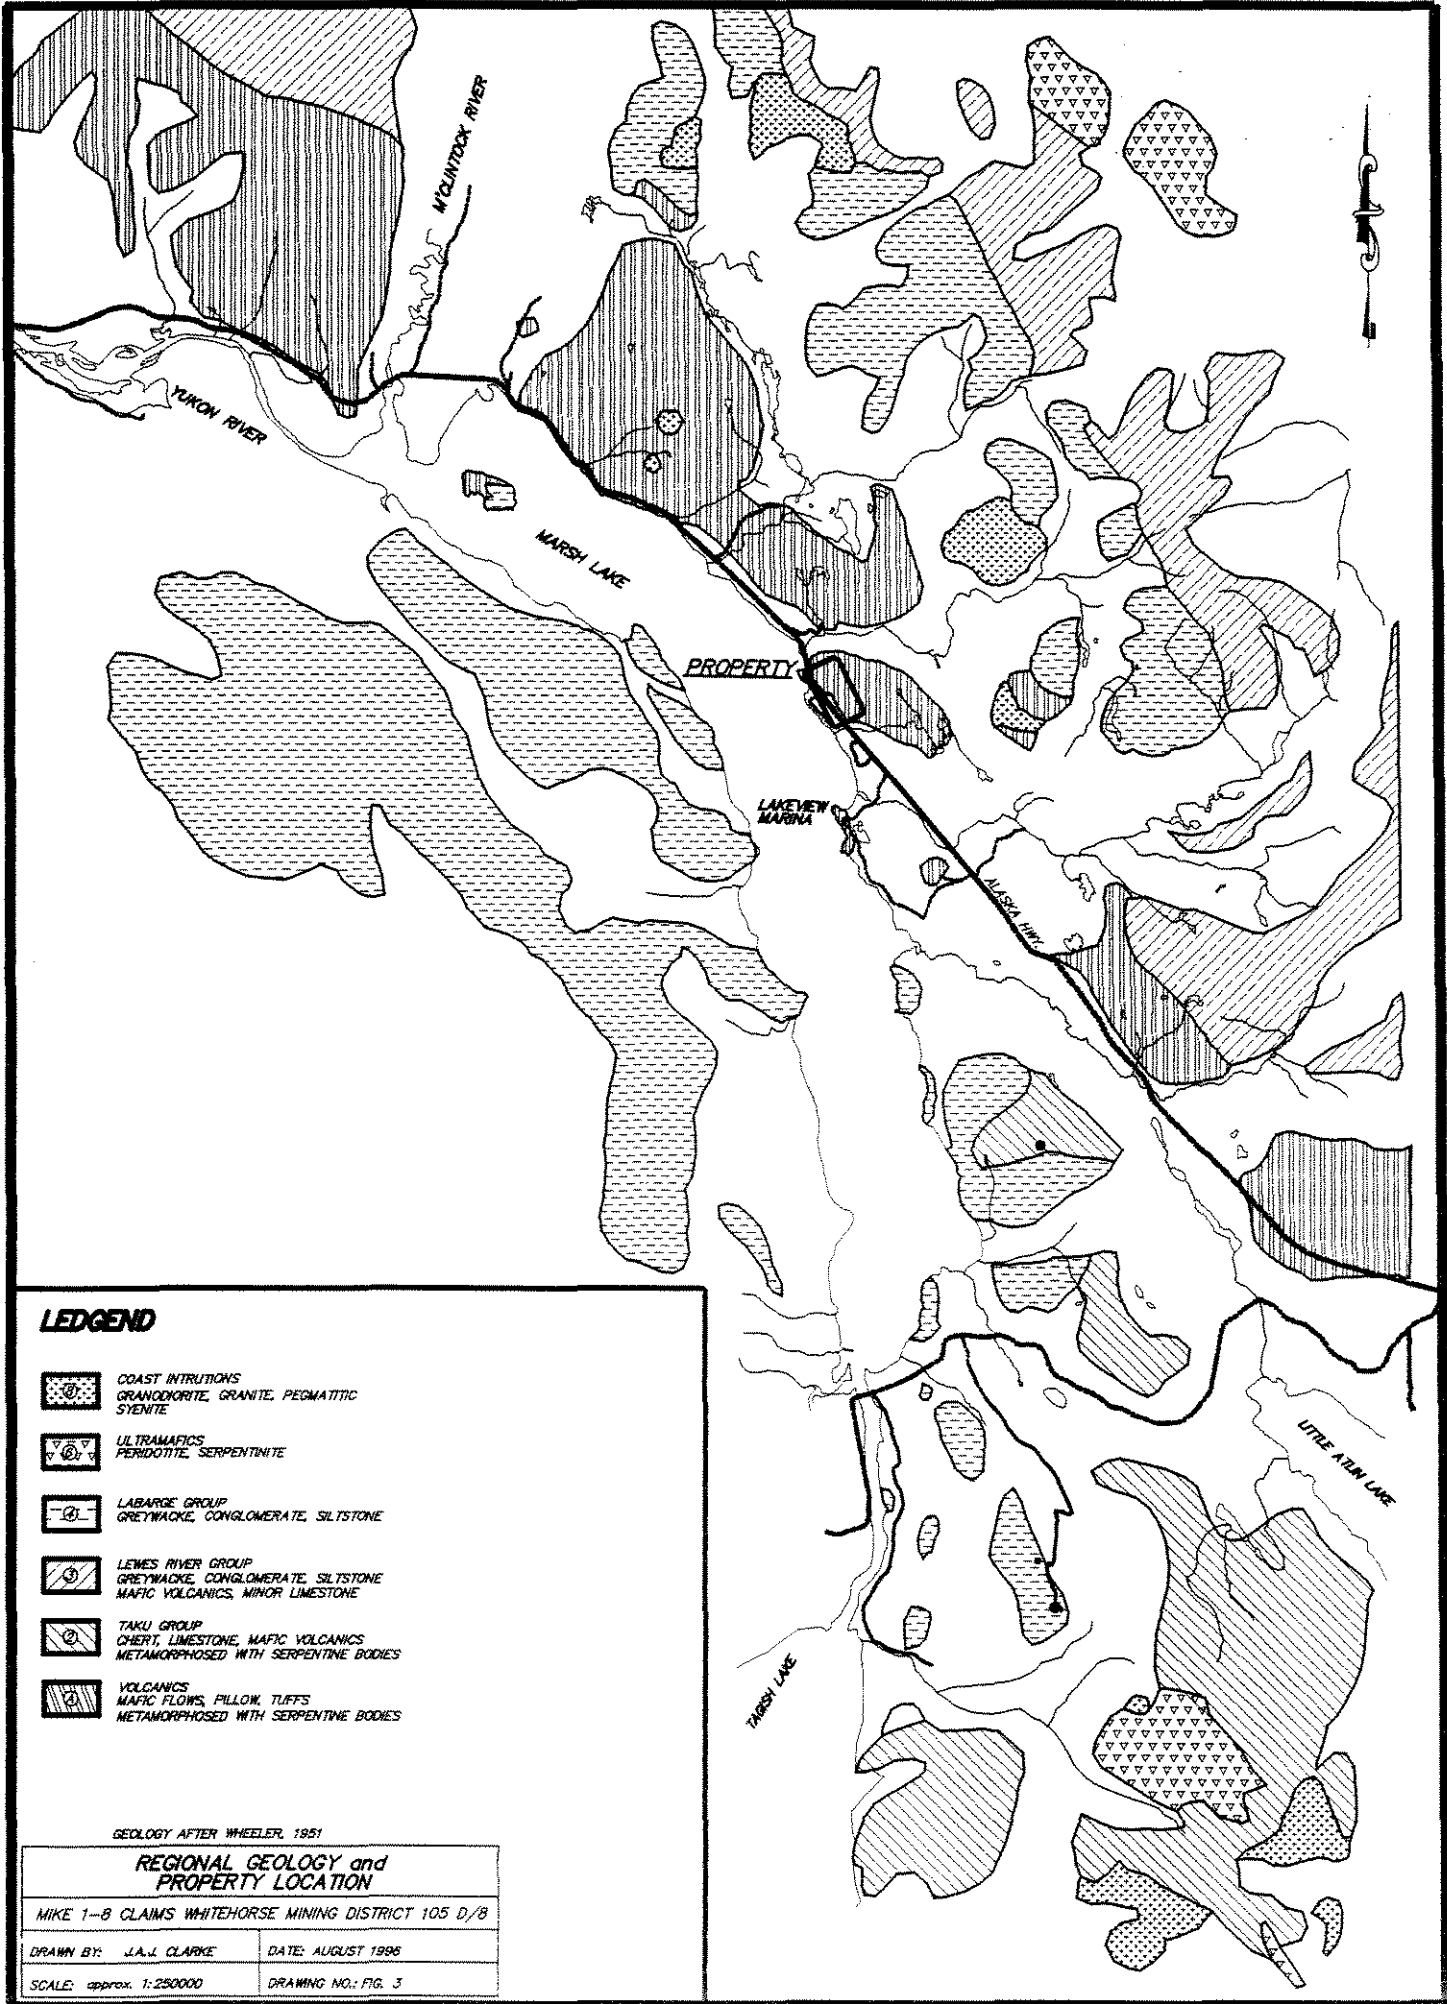 M'CLINTOCK RIVER
YUKON RIVER
MARSH LAKE
PROPERTY
LAKEVIEW
MARINA
ALASKA HWY.
LITTLE ATLIN LAKE
TAGISH LAKE
LEDGEND
COAST INTRUTIONS
GRANODIORITE, GRANITE, PEGMATITIC
SYENITE
ULTRAMAFICS
PERIDOTITE, SERPENTINITE
4
LABARGE GROUP
GREYWACKE, CONGLOMERATE, SILTSTONE
3
LEWES RIVER GROUP
GREYWACKE, CONGLOMERATE, SILTSTONE
MAFIC VOLCANICS, MINOR LIMESTONE
2
TAKU GROUP
CHERT, LIMESTONE, MAFIC VOLCANICS
METAMORPHOSED WITH SERPENTINE BODIES
1
VOLCANICS
MAFIC FLOWS, PILLOW, TUFFS
METAMORPHOSED WITH SERPENTINE BODIES
GEOLOGY AFTER WHEELER, 1951
REGIONAL GEOLOGY and
PROPERTY LOCATION
MIKE 1-8 CLAIMS WHITEHORSE MINING DISTRICT 105 D/8
DRAWN BY: J.A.J. CLARKE
DATE: AUGUST 1996
SCALE: approx. 1:250000
DRAWING NO.: FIG. 3